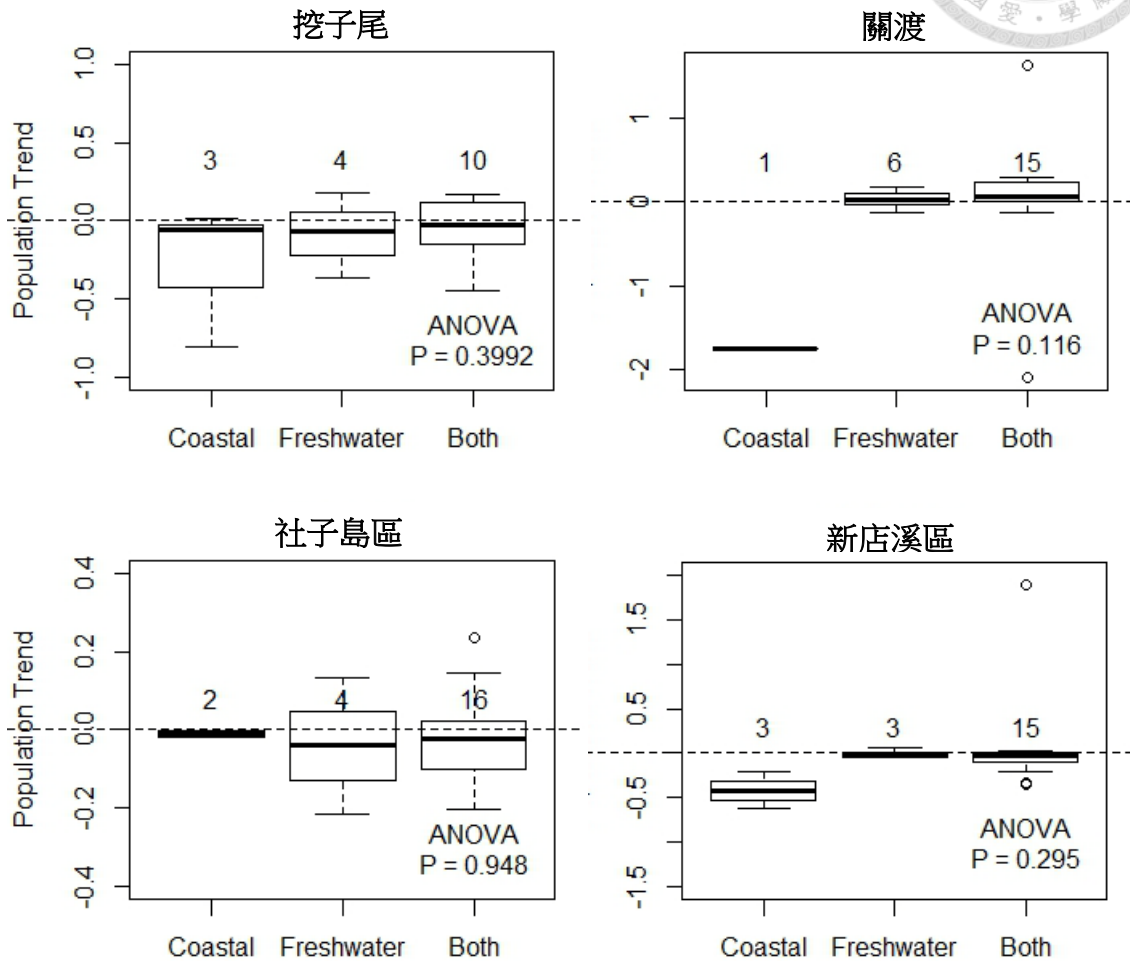 愛·學
挖子尾
Population Trend
1.0
0.5
0.0
-0.5
-1.0
3
4
10
ANOVA
P = 0.3992
Coastal
Freshwater
Both
關渡
1
0
-1
-2
1
6
15
ANOVA
P = 0.116
Coastal
Freshwater
Both
社子島區
Population Trend
0.4
0.2
0.0
-0.2
-0.4
2
4
16
ANOVA
P = 0.948
Coastal
Freshwater
Both
新店溪區
1.5
0.5
-0.5
-1.5
3
3
15
ANOVA
P = 0.295
Coastal
Freshwater
Both